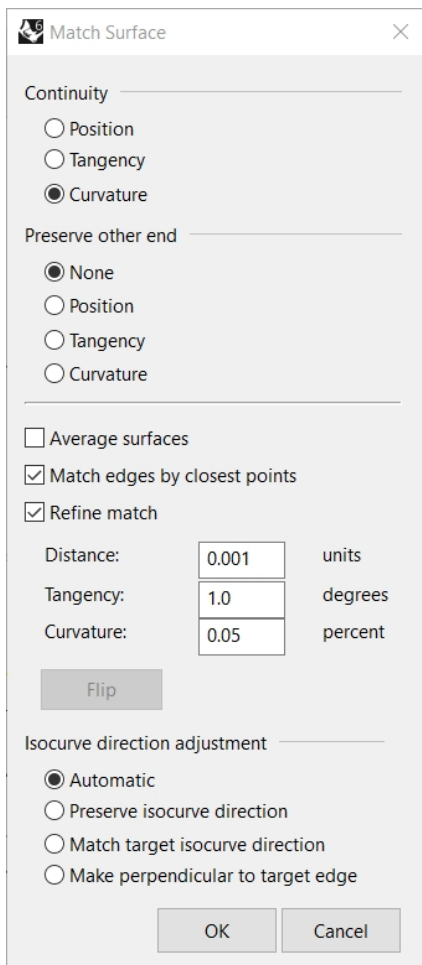 6 Match Surface
Continuity
Position
Tangency
Curvature
Preserve other end
None
Position
Tangency
Curvature
Average surfaces
Match edges by closest points
Refine match
Distance: 0.001 units
Tangency: 1.0 degrees
Curvature: 0.05 percent
Flip
Isocurve direction adjustment
Automatic
Preserve isocurve direction
Match target isocurve direction
Make perpendicular to target edge
OK Cancel